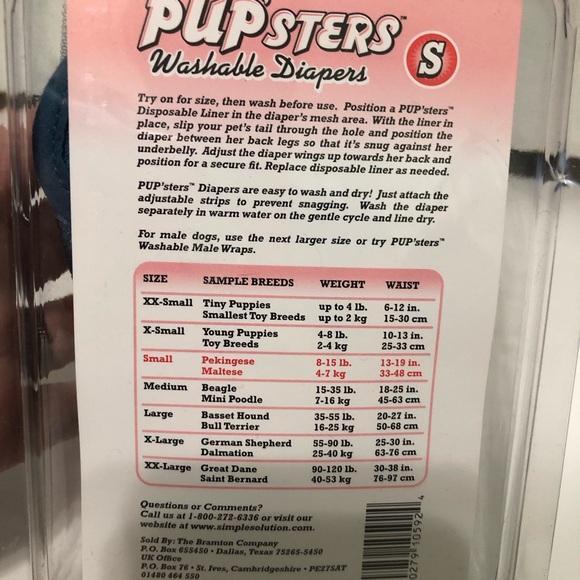 PUP'STERS™
Washable Diapers
S
Try on for size, then wash before use. Position a PUP'sters™
Disposable Liner in the diaper's mesh area. With the liner in
place, slip your pet's tail through the hole and position the
diaper between her back legs so that it's snug against her
underbelly. Adjust the diaper wings up towards her back and
position for a secure fit. Replace disposable liner as needed.
PUP'sters™ Diapers are easy to wash and dry! Just attach the
adjustable strips to prevent snagging. Wash the diaper
separately in warm water on the gentle cycle and line dry.
For male dogs, use the next larger size or try PUP'sters™
Washable Male Wraps.
SIZE SAMPLE BREEDS WEIGHT WAIST
XX-Small Tiny Puppies up to 4 lb. 6-12 in.
Smallest Toy Breeds up to 2 kg 15-30 cm
X-Small Young Puppies 4-8 lb. 10-13 in.
Toy Breeds 2-4 kg 25-33 cm
Small Pekingese 8-15 lb. 13-19 in.
Maltese 4-7 kg 33-48 cm
Medium Beagle 15-35 lb. 18-25 in.
Mini Poodle 7-16 kg 45-63 cm
Large Basset Hound 35-55 lb. 20-27 in.
Bull Terrier 16-25 kg 50-68 cm
X-Large German Shepherd 55-90 lb. 25-30 in.
Dalmation 25-40 kg 63-76 cm
XX-Large Great Dane 90-120 lb. 30-38 in.
Saint Bernard 40-53 kg 76-97 cm
Questions or Comments?
Call us at 1-800-272-6336 or visit our
website at www.simplesolution.com.
Sold By: The Bramton Company
P.O. Box 655450 • Dallas, Texas 75265-5450
UK Office
P.O. Box 76 • St. Ives, Cambridgeshire • PE27SAT
01480 464 550
0279 10592 4